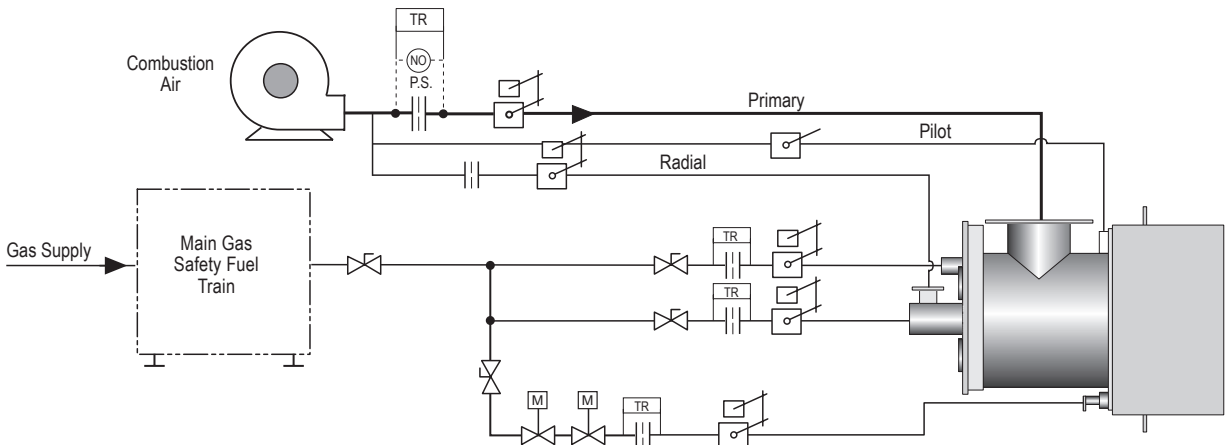 TR
Combustion
Air
NO
P.S.
Primary
Pilot
Radial
Gas Supply
Main Gas
Safety Fuel
Train
TR
TR
M
M
TR